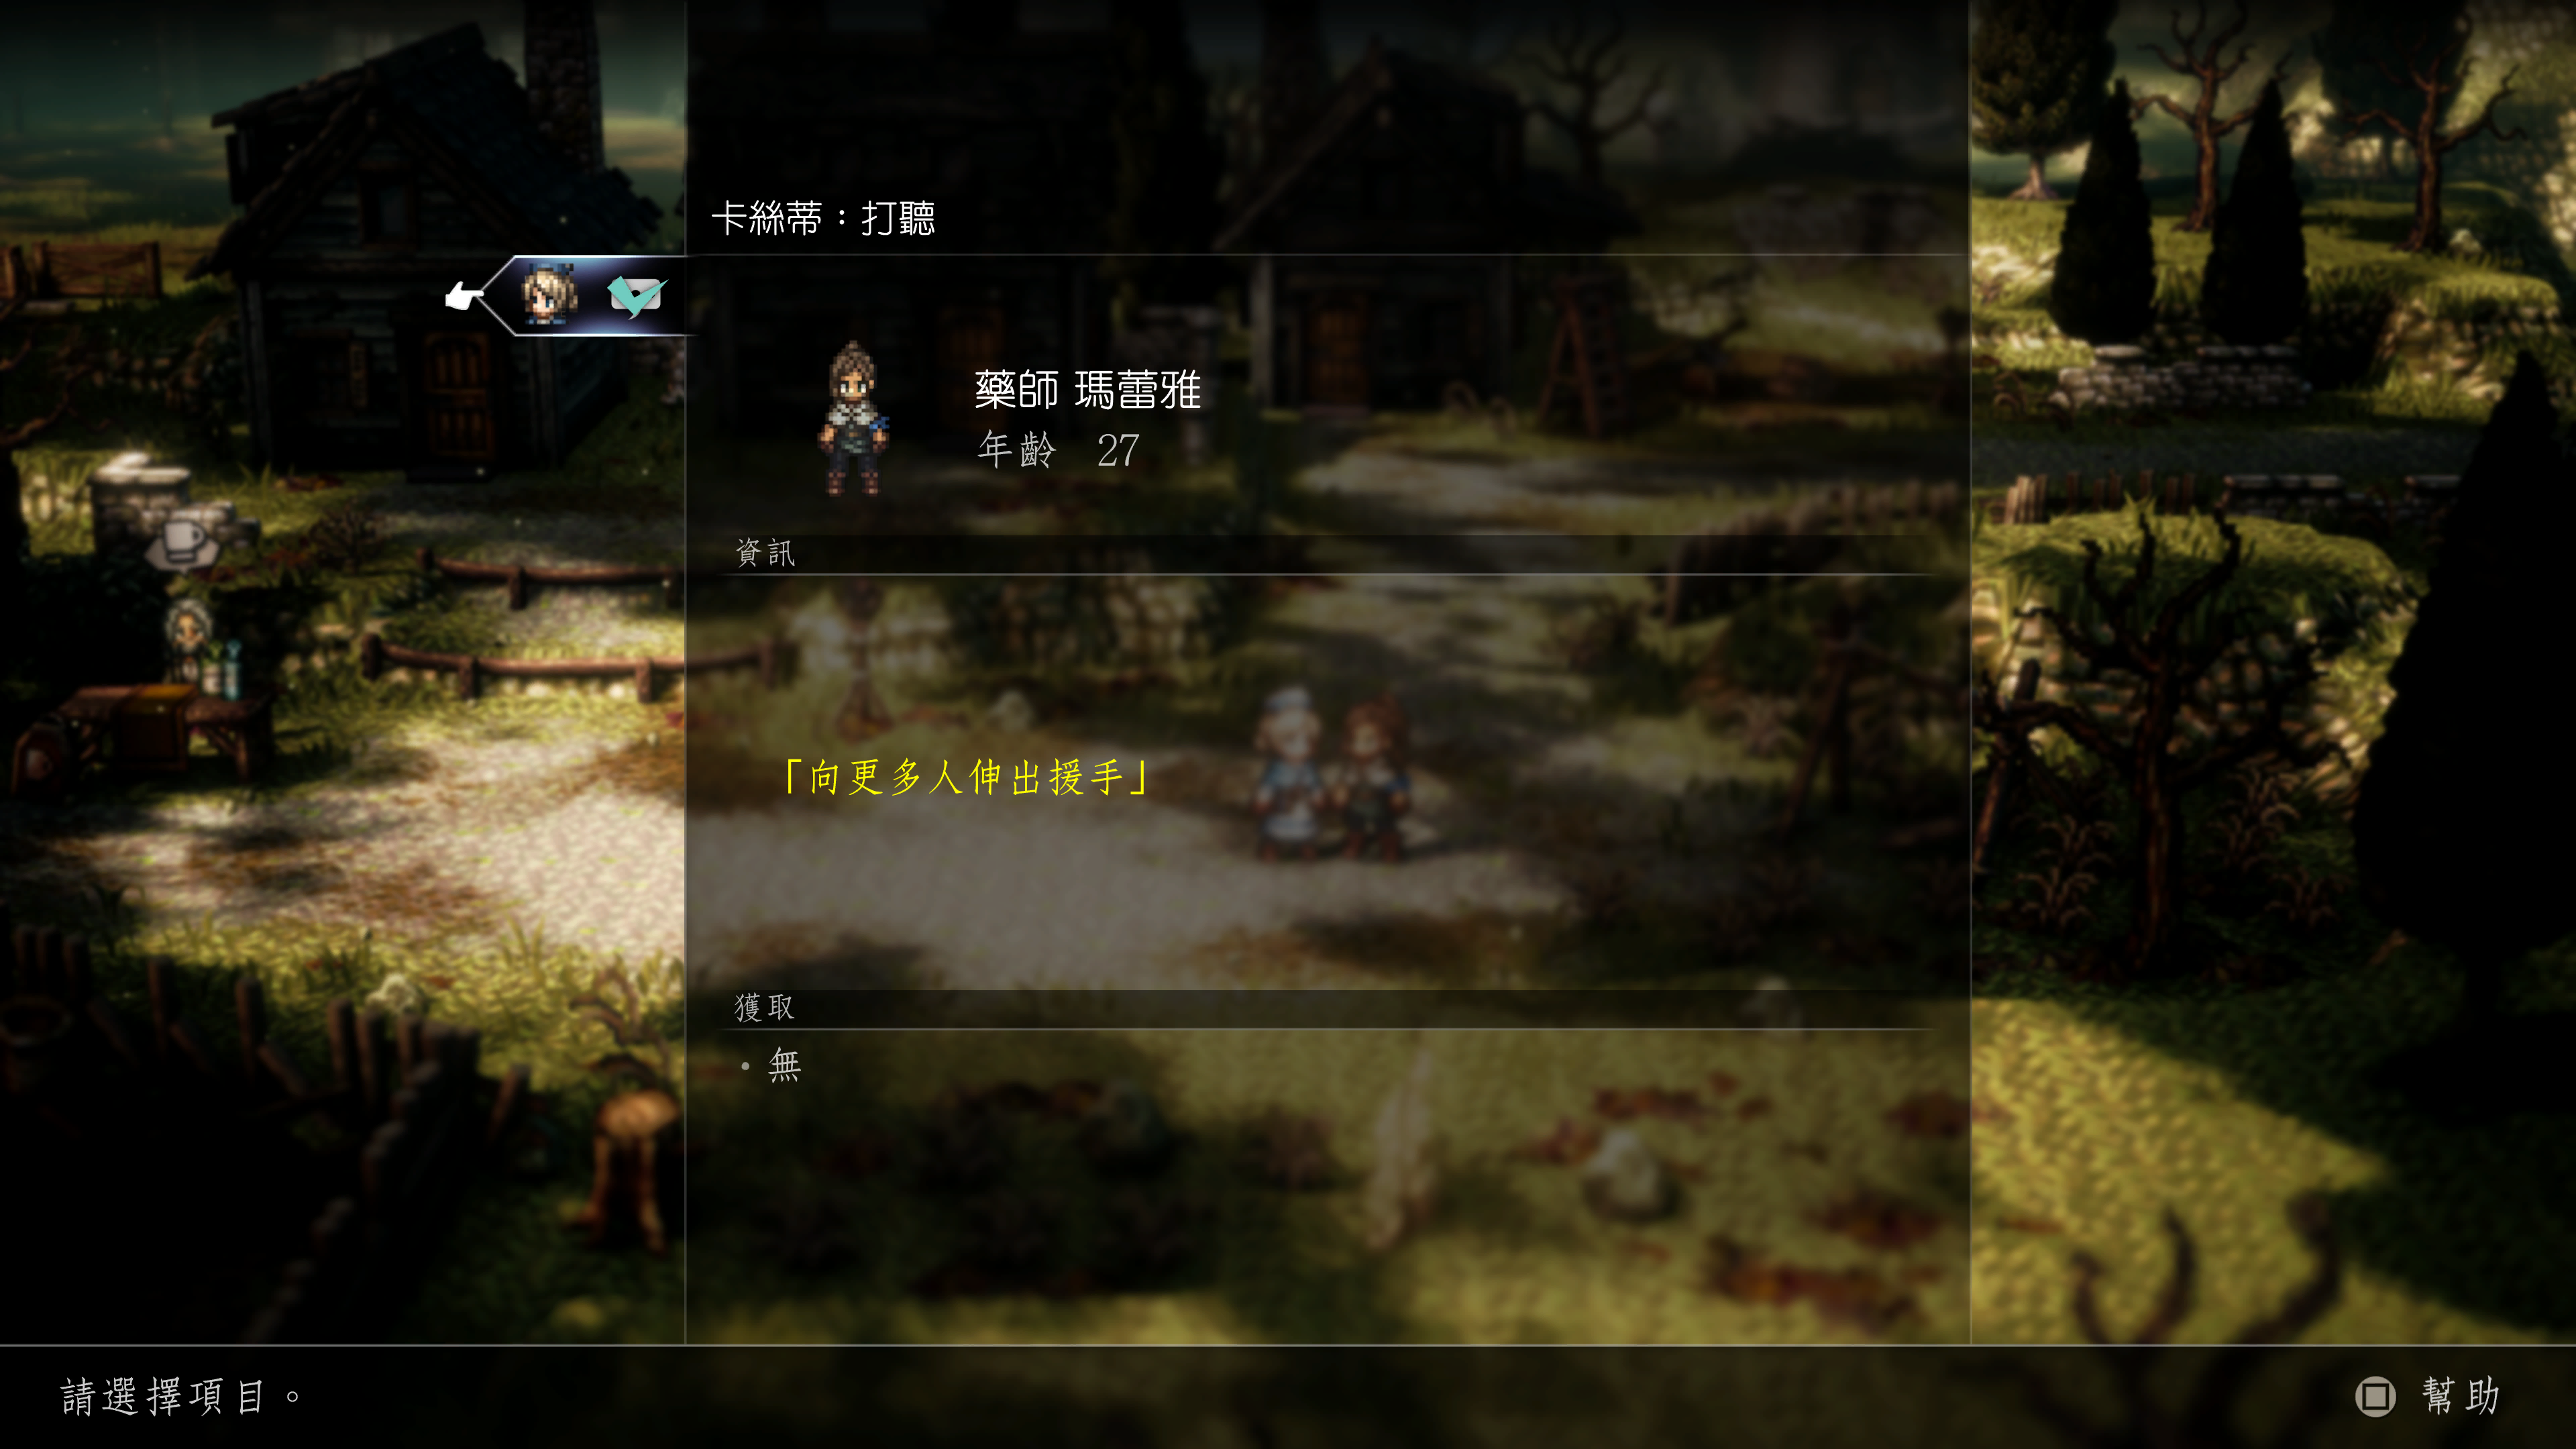 卡絲蒂：打聽
藥師 瑪蕾雅
年齡 27
資訊
「向更多人伸出援手」
獲取
• 無
請選擇項目。
幫助